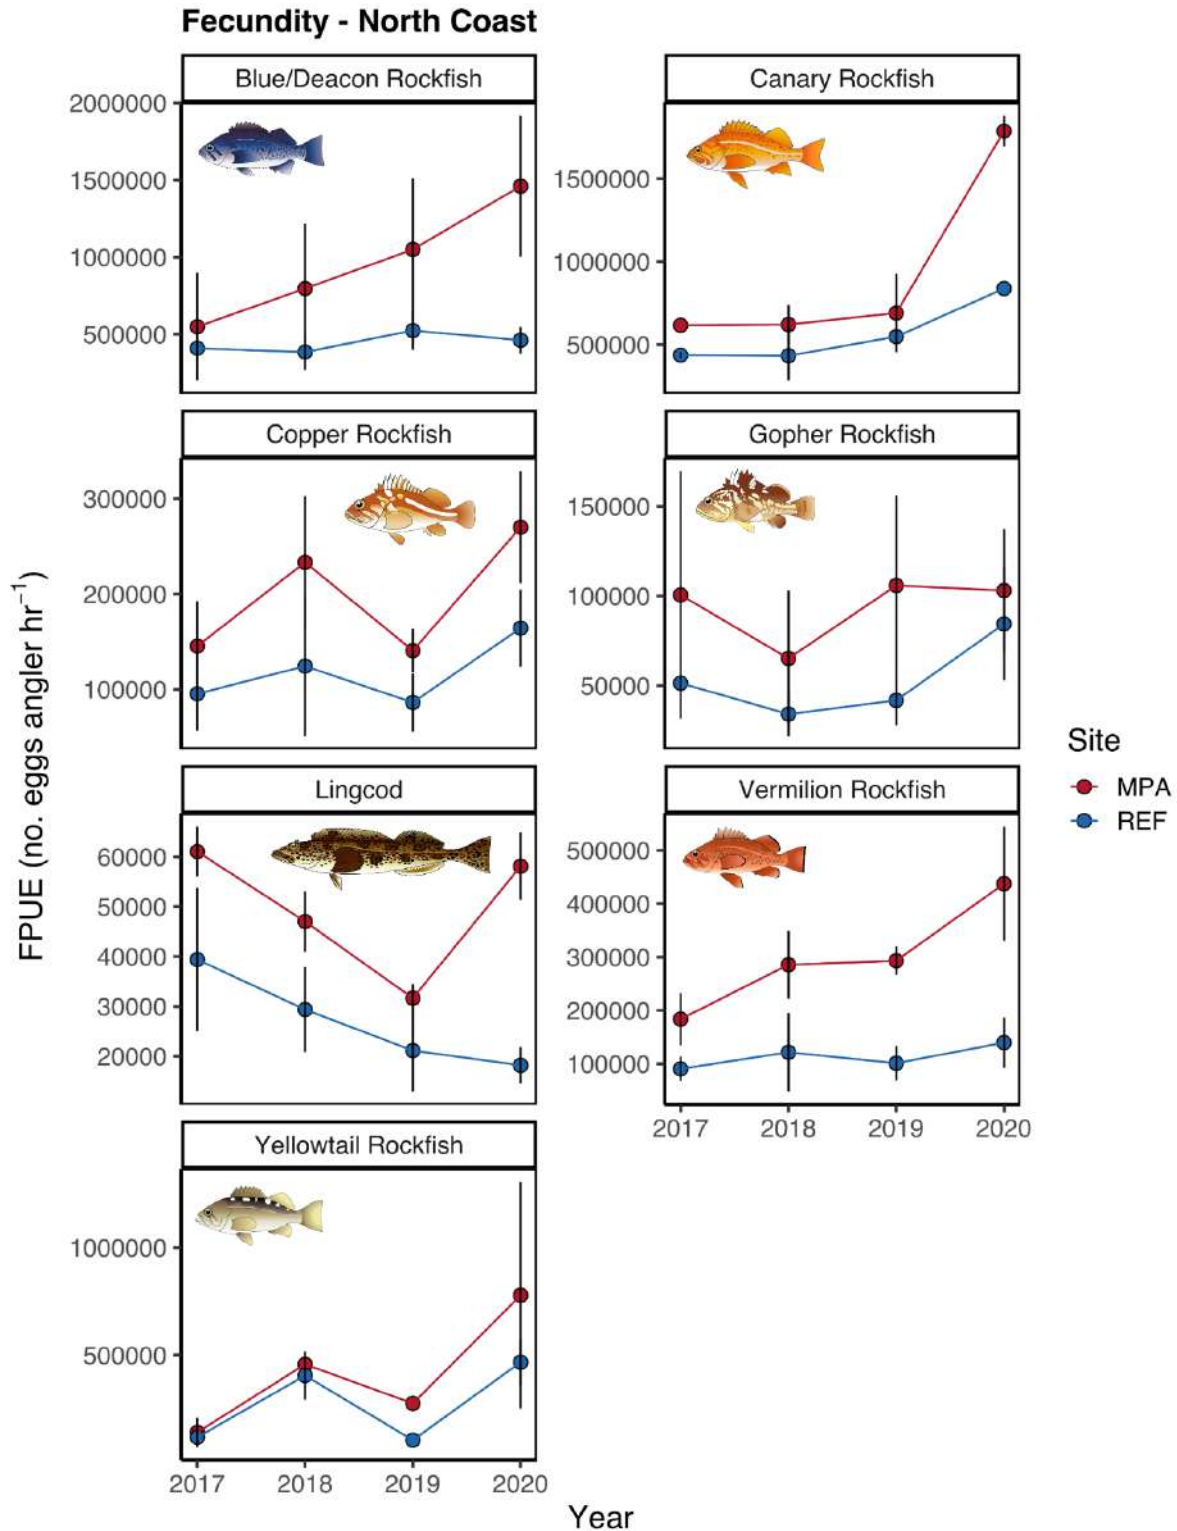 Fecundity - North Coast
Blue/Deacon Rockfish
2000000
1500000
1000000
500000
Canary Rockfish
1500000
1000000
500000
Copper Rockfish
300000
200000
100000
Gopher Rockfish
150000
100000
50000
Lingcod
60000
50000
40000
30000
20000
Vermilion Rockfish
500000
400000
300000
200000
100000
2017 2018 2019 2020
Yellowtail Rockfish
1000000
500000
2017 2018 2019 2020
FPUE (no. eggs angler hr⁻¹)
Year
Site
MPA
REF